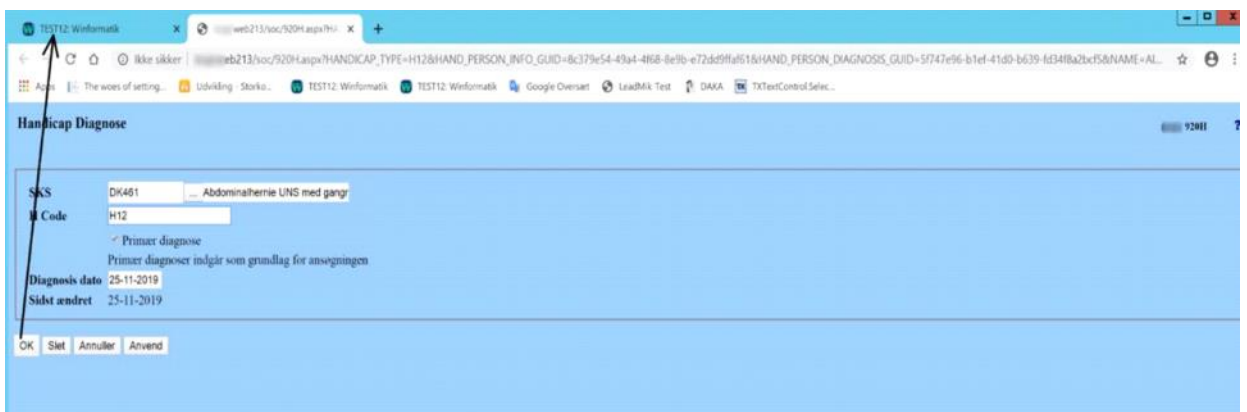 TEST12: Winformatik
web213/soc/920H.aspx?H
Ikke sikker eb213/soc/920H.aspx?HANDICAP_TYPE=H12&HAND_PERSON_INFO_GUID=8c379e54-49a4-4f68-8e9b-e72dd9ffaf61&HAND_PERSON_DIAGNOSIS_GUID=5f747e96-b1ef-41d0-b639-fd34f8a2bcf5&NAME=AL...
Apps The woes of setting... Udvikling - Storko... TEST12: Winformatik TEST12: Winformatik Google Oversæt LeadMik Test DAKA TXTextControl.Selec...
Handicap Diagnose 920H ?
SKS DK461 ... Abdominalhernie UNS med gangr
H Code H12
Primær diagnose
Primær diagnoser indgår som grundlag for ansøgningen
Diagnosis dato 25-11-2019
Sidst ændret 25-11-2019
OK Slet Annuller Anvend